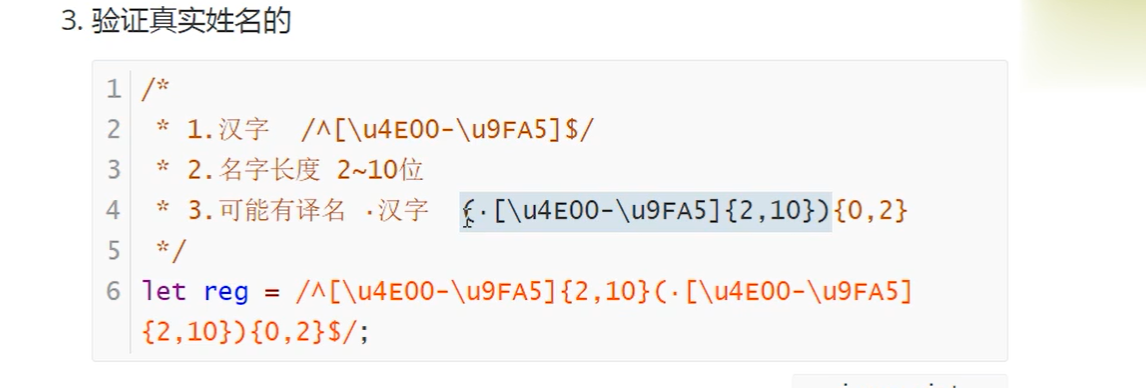 3. 验证真实姓名的
1 /*
2 * 1.汉字 /^[\u4E00-\u9FA5]$/
3 * 2.名字长度 2~10位
4 * 3.可能有译名 ·汉字 (·[\u4E00-\u9FA5]{2,10}){0,2}
5 */
6 let reg = /^[\u4E00-\u9FA5]{2,10}(·[\u4E00-\u9FA5]
{2,10}){0,2}$/;